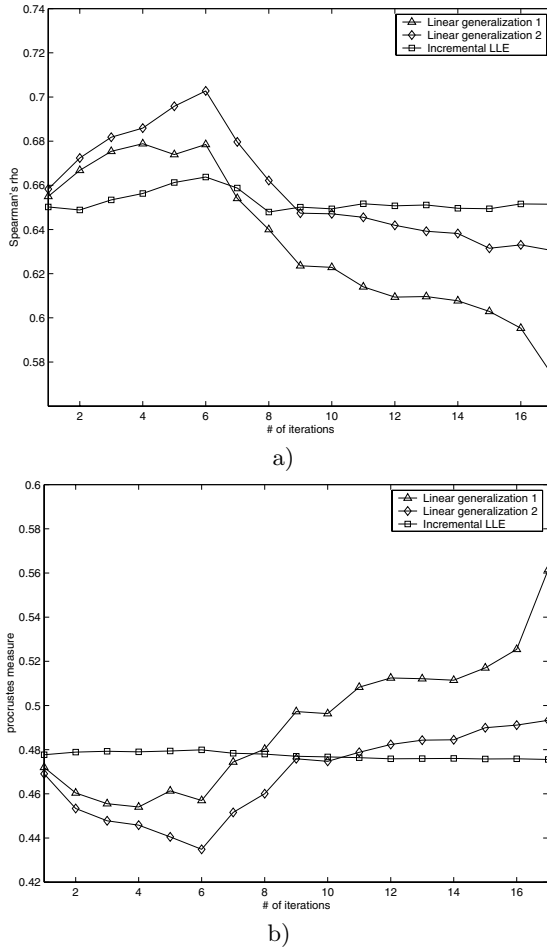 0.74
0.72
0.7
0.68
0.66
0.64
0.62
0.6
0.58
Spearman's rho
Linear generalization 1
Linear generalization 2
Incremental LLE
2 4 6 8 10 12 14 16
# of iterations
a)
0.6
0.58
0.56
0.54
0.52
0.5
0.48
0.46
0.44
0.42
procrustes measure
Linear generalization 1
Linear generalization 2
Incremental LLE
2 4 6 8 10 12 14 16
# of iterations
b)